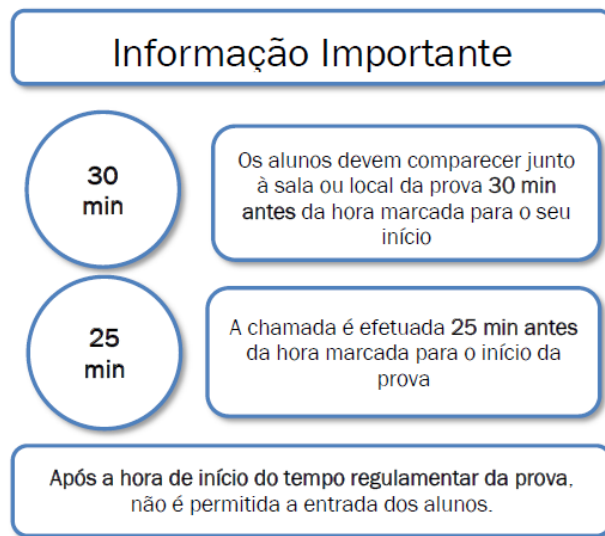 Informação Importante
30
min
Os alunos devem comparecer junto
à sala ou local da prova 30 min
antes da hora marcada para o seu
início
25
min
A chamada é efetuada 25 min antes
da hora marcada para o início da
prova
Após a hora de início do tempo regulamentar da prova,
não é permitida a entrada dos alunos.